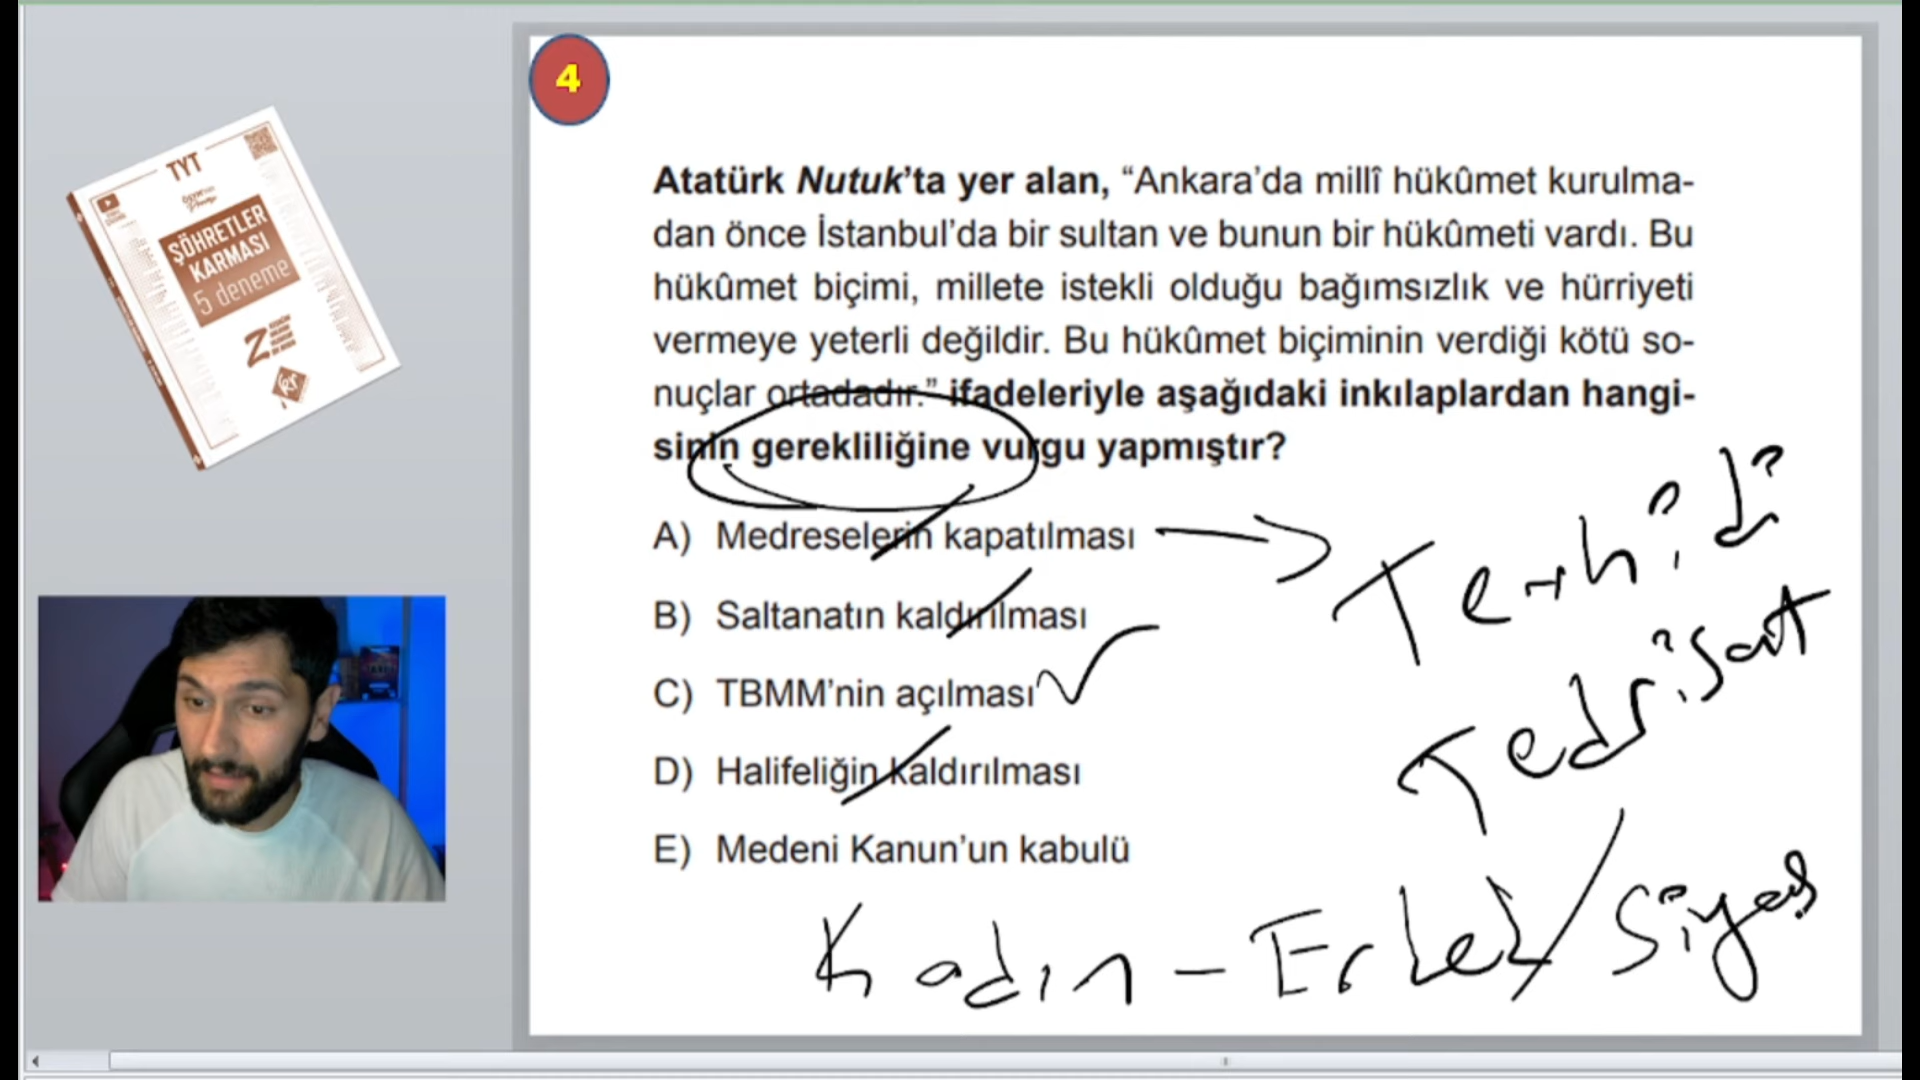 4
TYT
ŞÖHRETLER
KARMASI
5 deneme
Atatürk Nutuk’ta yer alan, “Ankara’da millî hükûmet kurulma-
dan önce İstanbul’da bir sultan ve bunun bir hükûmeti vardı. Bu
hükûmet biçimi, millete istekli olduğu bağımsızlık ve hürriyeti
vermeye yeterli değildir. Bu hükûmet biçiminin verdiği kötü so-
nuçlar ortadadır.” ifadeleriyle aşağıdaki inkılaplardan hangi-
sinin gerekliliğine vurgu yapmıştır?
A) Medreselerin kapatılması
B) Saltanatın kaldırılması
C) TBMM’nin açılması
D) Halifeliğin kaldırılması
E) Medeni Kanun’un kabulü
Tedrisat
Kadın - Erkek / Siyas